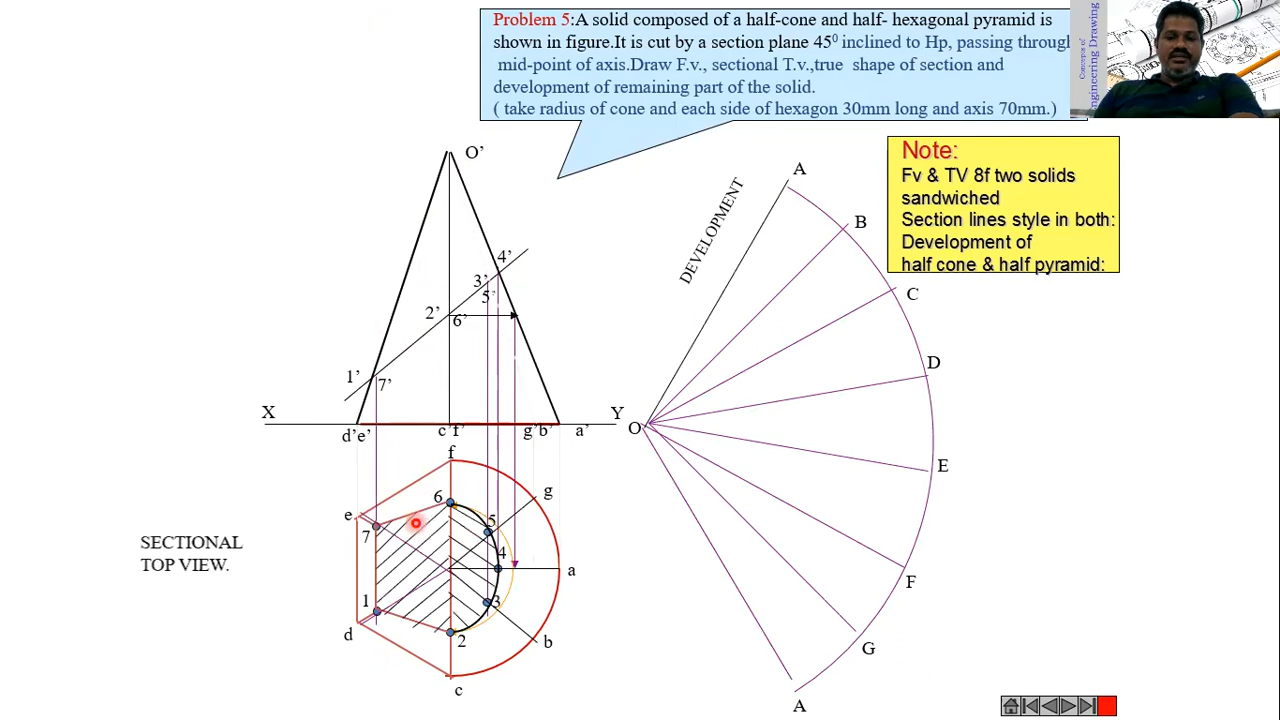 Problem 5:A solid composed of a half-cone and half- hexagonal pyramid is
shown in figure.It is cut by a section plane 45⁰ inclined to Hp, passing through
mid-point of axis.Draw F.v., sectional T.v.,true shape of section and
development of remaining part of the solid.
( take radius of cone and each side of hexagon 30mm long and axis 70mm.)
Concepts of
Engineering Drawing
Note:
Fv & TV 8f two solids
sandwiched
Section lines style in both:
Development of
half cone & half pyramid:
O’
4’
3’
5’
2’
6’
1’
7’
X
Y
d’e’
c’f’
g’b’
a’
f
6
g
e
5
7
4
a
1
3
d
2
b
c
SECTIONAL
TOP VIEW.
DEVELOPMENT
A
B
C
D
O
E
F
G
A